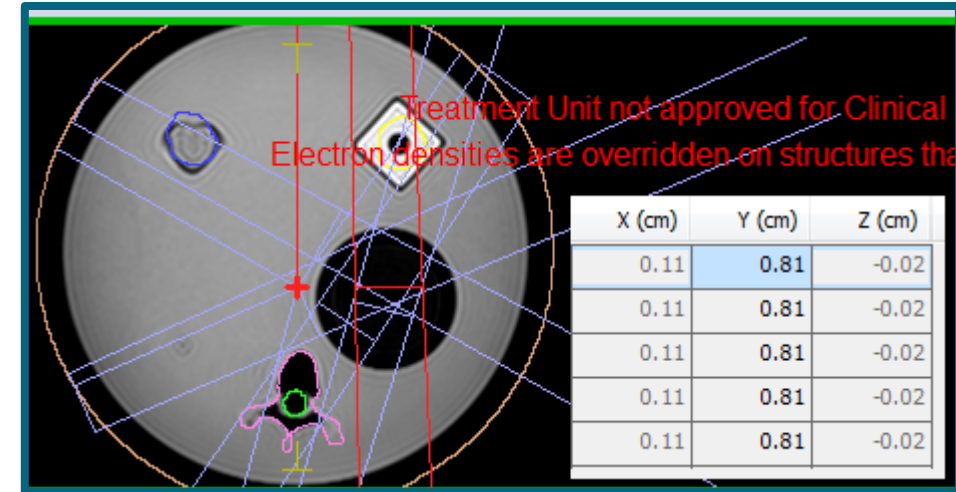 Treatment Unit not approved for Clinical
Electron densities are overridden on structures tha
X (cm) Y (cm) Z (cm)
0.11 0.81 -0.02
0.11 0.81 -0.02
0.11 0.81 -0.02
0.11 0.81 -0.02
0.11 0.81 -0.02